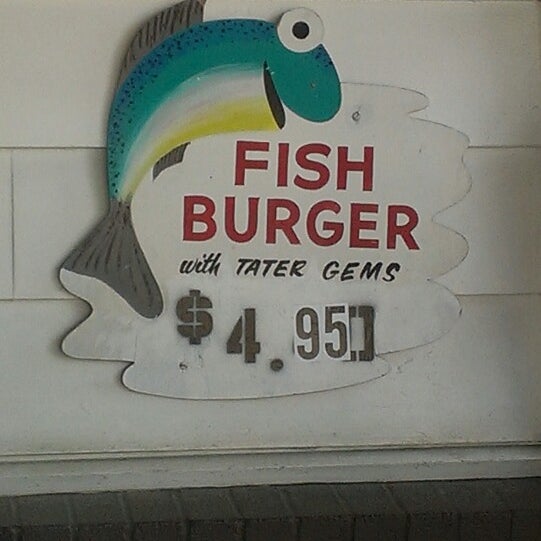 FISH
BURGER
with TATER GEMS
$4.95